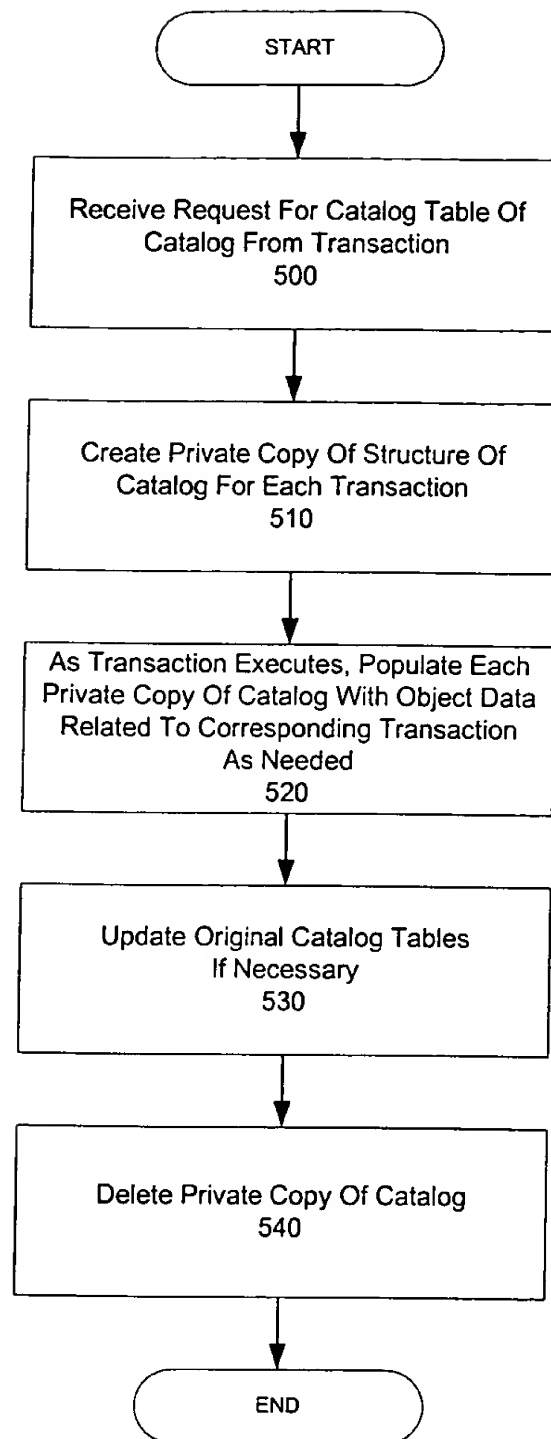 START
Receive Request For Catalog Table Of
Catalog From Transaction
500
Create Private Copy Of Structure Of
Catalog For Each Transaction
510
As Transaction Executes, Populate Each
Private Copy Of Catalog With Object Data
Related To Corresponding Transaction
As Needed
520
Update Original Catalog Tables
If Necessary
530
Delete Private Copy Of Catalog
540
END